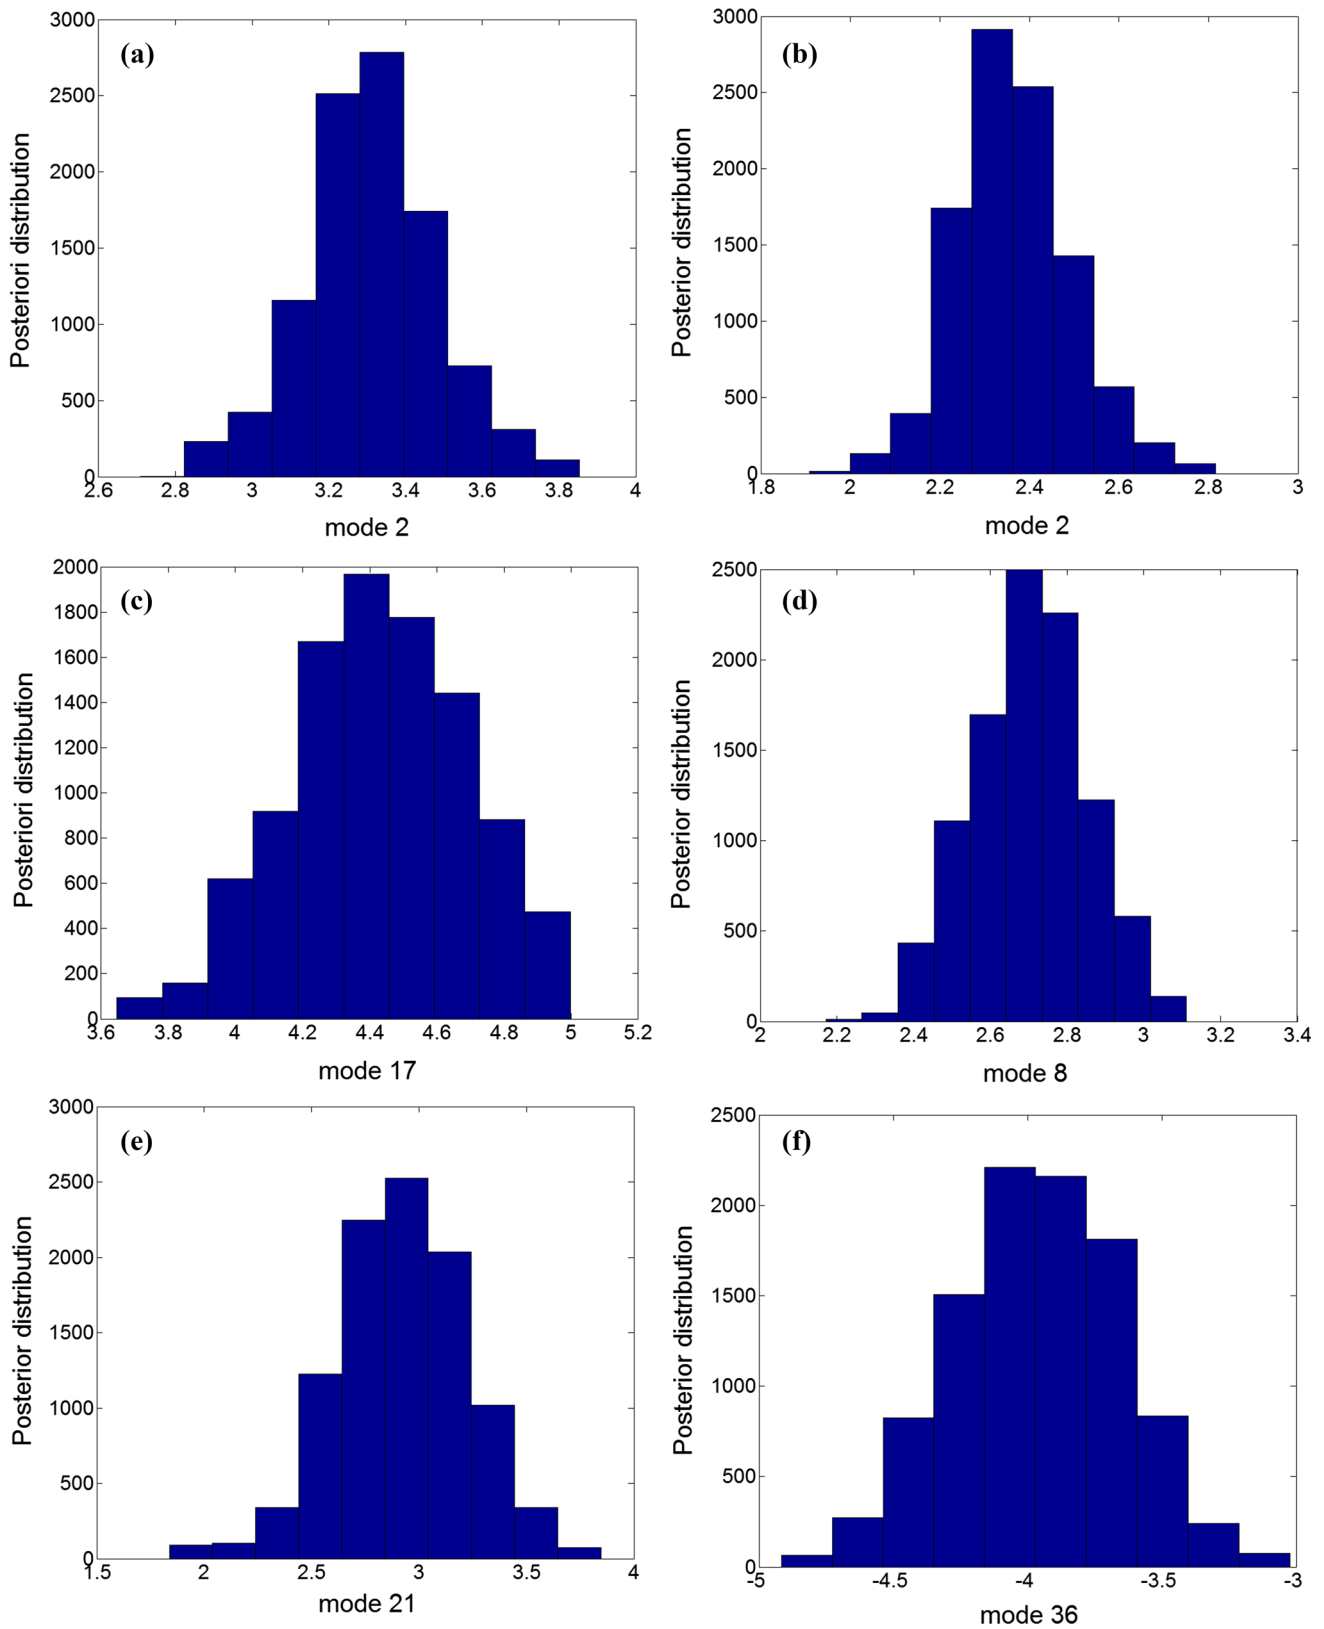 (a)
3000
2500
2000
1500
1000
500
0
2.6 2.8 3 3.2 3.4 3.6 3.8 4
Posteriori distribution
mode 2
(b)
3000
2500
2000
1500
1000
500
0
1.8 2 2.2 2.4 2.6 2.8 3
Posterior distribution
mode 2
(c)
2000
1800
1600
1400
1200
1000
800
600
400
200
0
3.6 3.8 4 4.2 4.4 4.6 4.8 5 5.2
Posteriori distribution
mode 17
(d)
2500
2000
1500
1000
500
0
2 2.2 2.4 2.6 2.8 3 3.2 3.4
Posterior distribution
mode 8
(e)
3000
2500
2000
1500
1000
500
0
1.5 2 2.5 3 3.5 4
Posterior distribution
mode 21
(f)
2500
2000
1500
1000
500
0
-5 -4.5 -4 -3.5 -3
Posterior distribution
mode 36